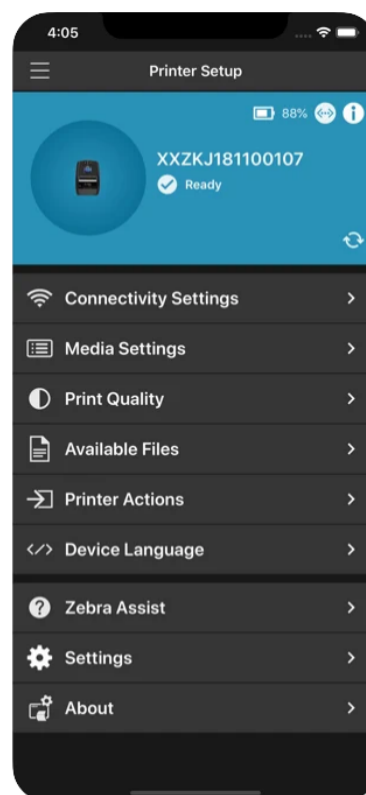 4:05
Printer Setup
88%
XXZKJ181100107
Ready
Connectivity Settings
Media Settings
Print Quality
Available Files
Printer Actions
Device Language
Zebra Assist
Settings
About